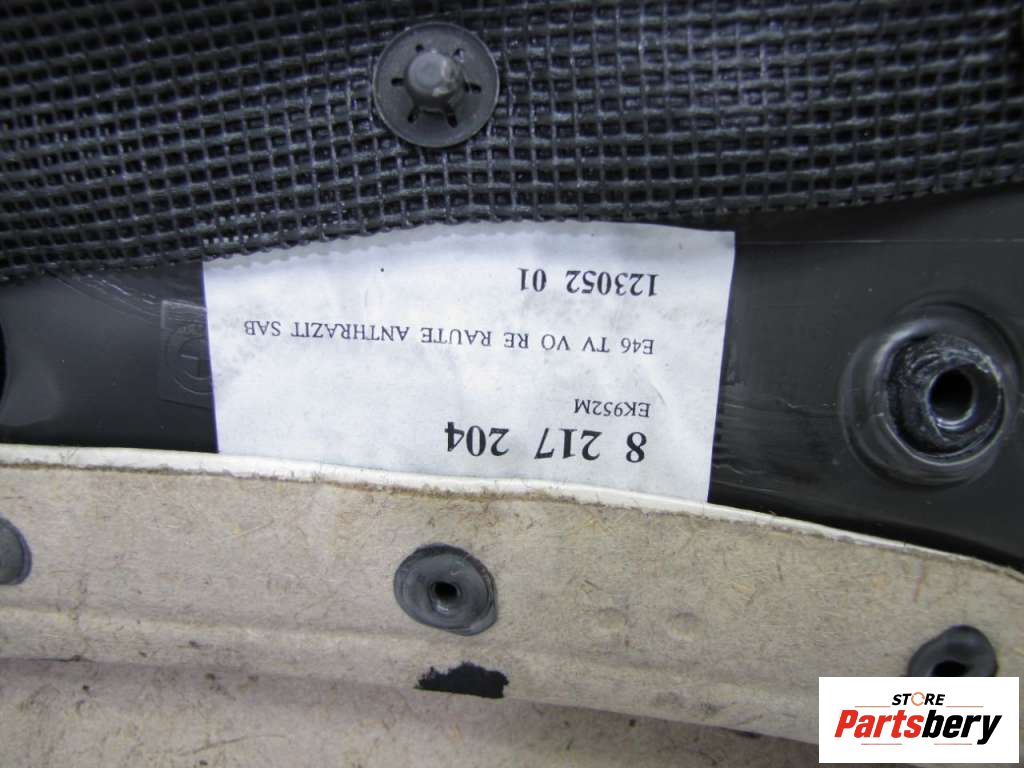 8 217 204
EK952M
E46 TV VO RE RAUTE ANTHRAZIT SAB
123052 01
STORE
Partsbery